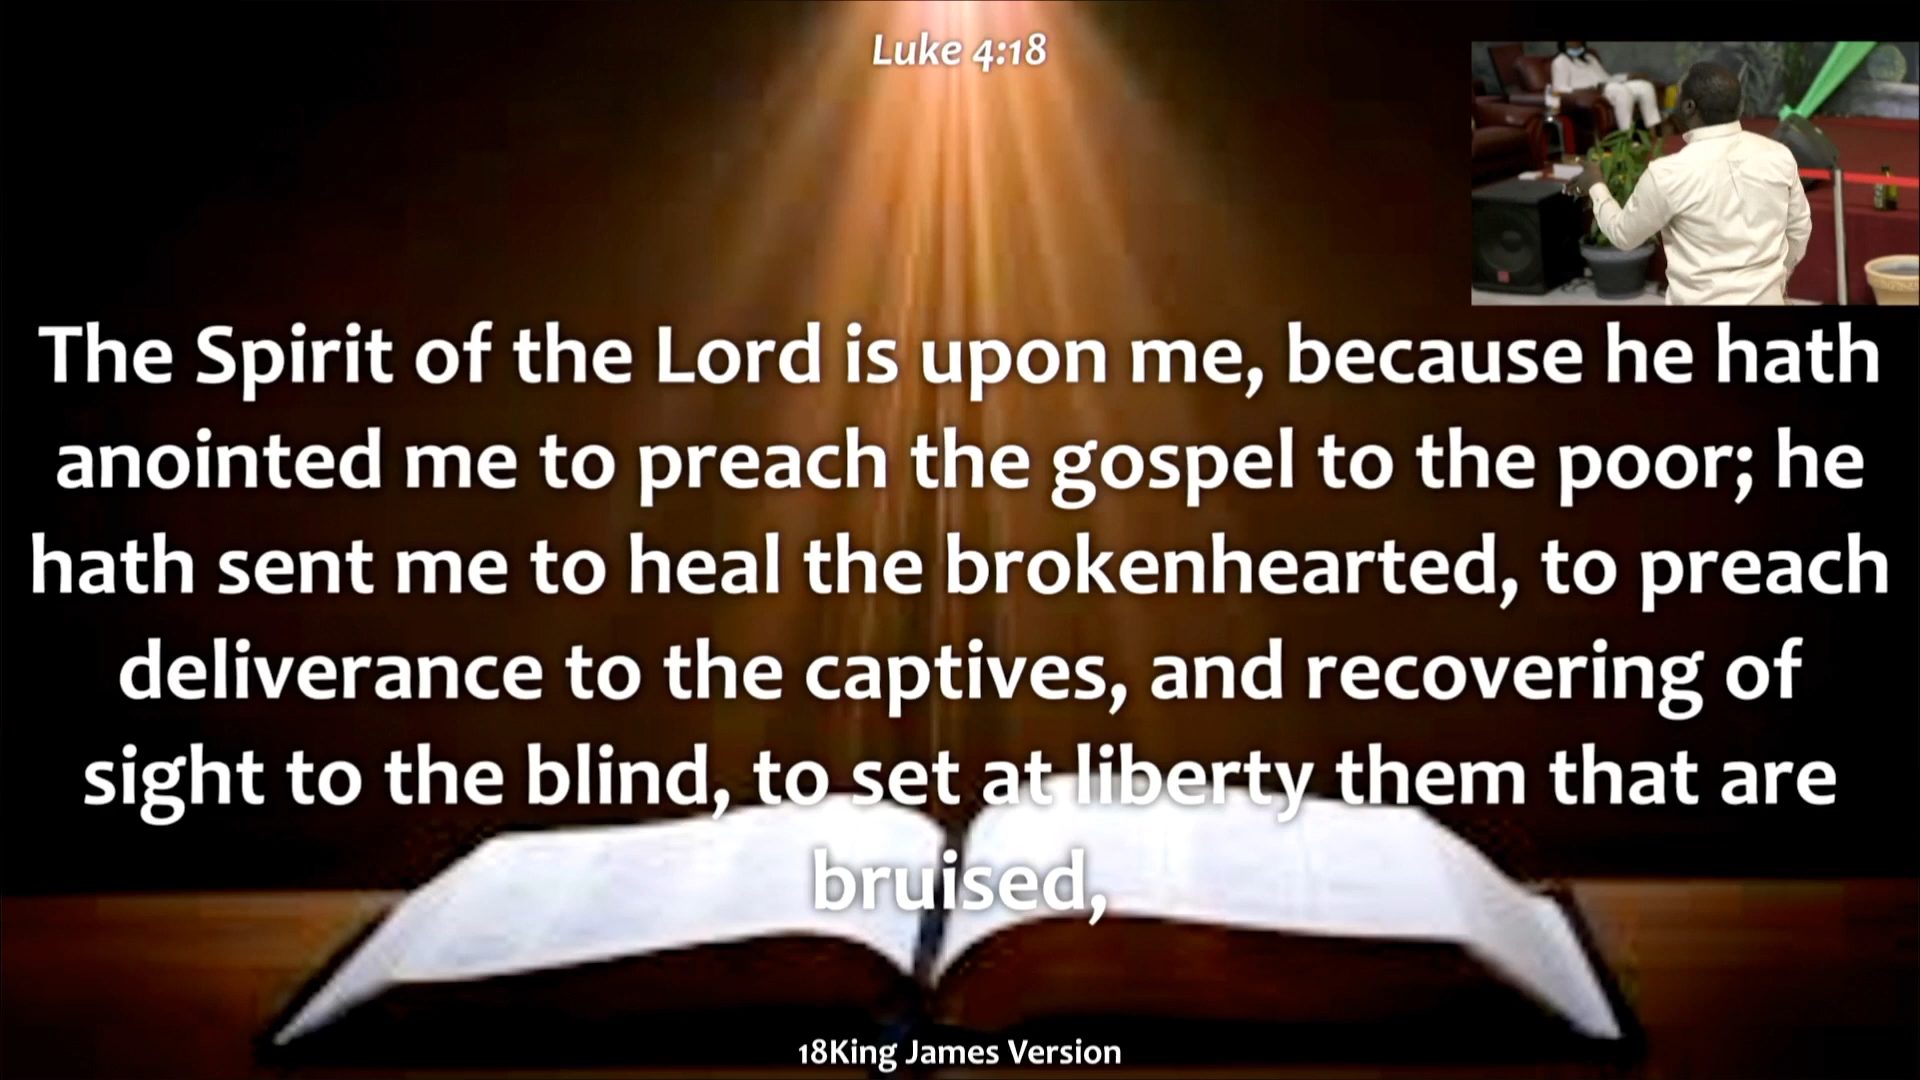 Luke 4:18
The Spirit of the Lord is upon me, because he hath
anointed me to preach the gospel to the poor; he
hath sent me to heal the brokenhearted, to preach
deliverance to the captives, and recovering of
sight to the blind, to set at liberty them that are
bruised,
18King James Version